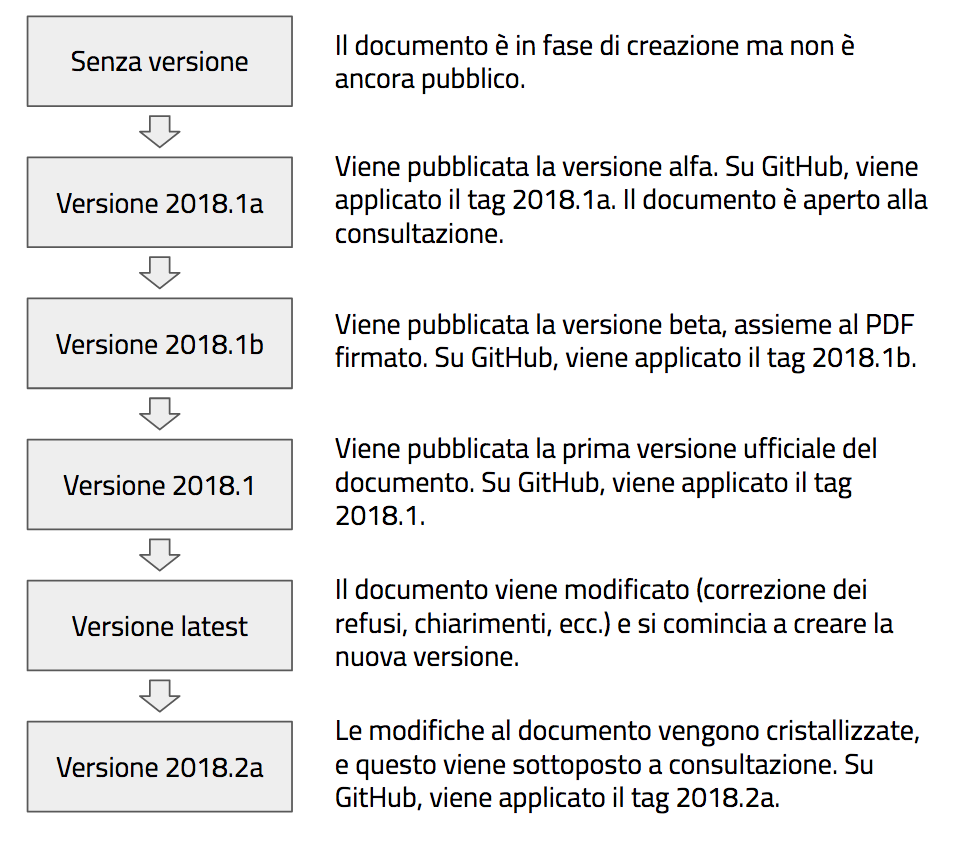 Senza versione
Il documento è in fase di creazione ma non è
ancora pubblico.
Versione 2018.1a
Viene pubblicata la versione alfa. Su GitHub, viene
applicato il tag 2018.1a. Il documento è aperto alla
consultazione.
Versione 2018.1b
Viene pubblicata la versione beta, assieme al PDF
firmato. Su GitHub, viene applicato il tag 2018.1b.
Versione 2018.1
Viene pubblicata la prima versione ufficiale del
documento. Su GitHub, viene applicato il tag
2018.1.
Versione latest
Il documento viene modificato (correzione dei
refusi, chiarimenti, ecc.) e si comincia a creare la
nuova versione.
Versione 2018.2a
Le modifiche al documento vengono cristallizzate,
e questo viene sottoposto a consultazione. Su
GitHub, viene applicato il tag 2018.2a.